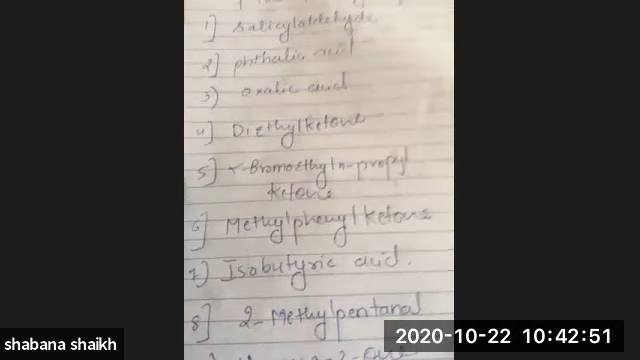 1] Salicylaldehyde
2] phthalic acid
3) oxalic acid
4] Diethylketone
5] α-Bromoethyl n-propyl
ketone
6] Methylphenylketone
7] Isobutyric acid.
8] 2-Methylpentanal
shabana shaikh
2020-10-22 10:42:51